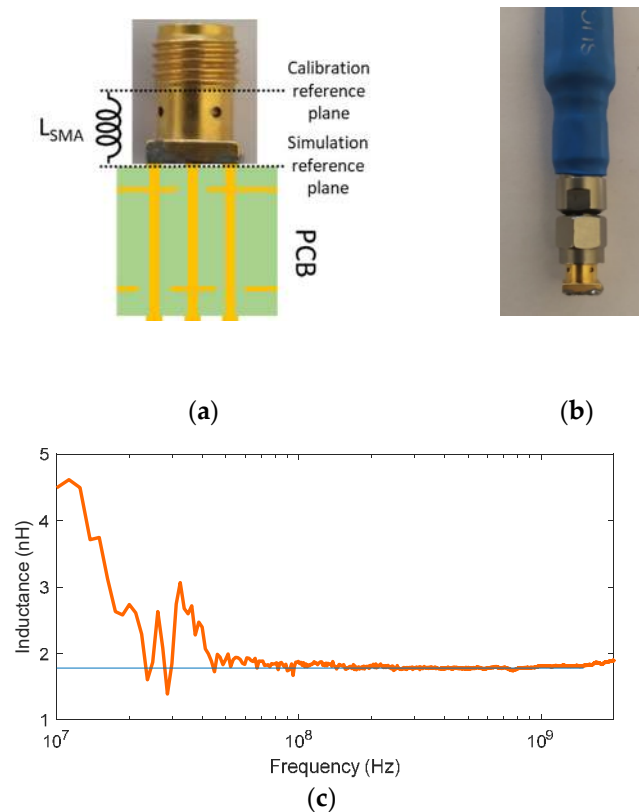 Calibration
reference
plane
L_SMA
Simulation
reference
plane
PCB
(a)
(b)
5
4
3
2
1
Inductance (nH)
10^7
10^8
10^9
Frequency (Hz)
(c)